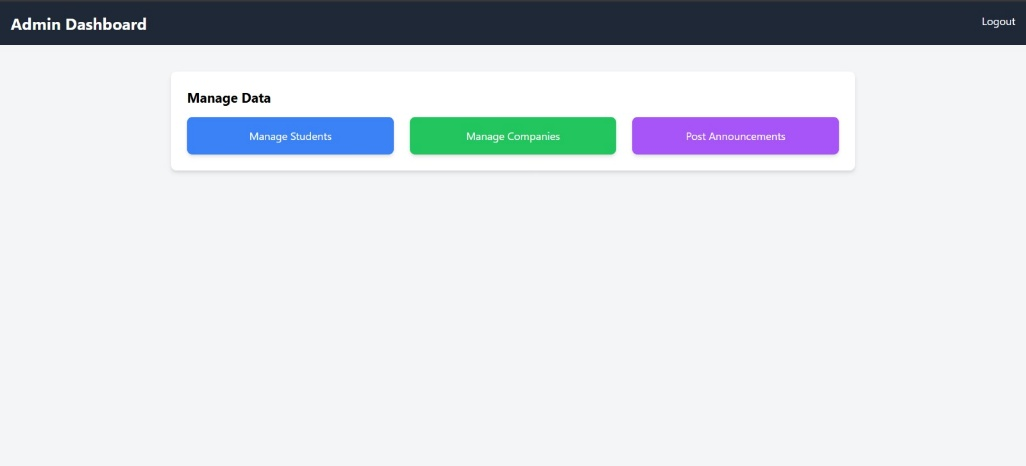 Admin Dashboard
Logout
Manage Data
Manage Students
Manage Companies
Post Announcements